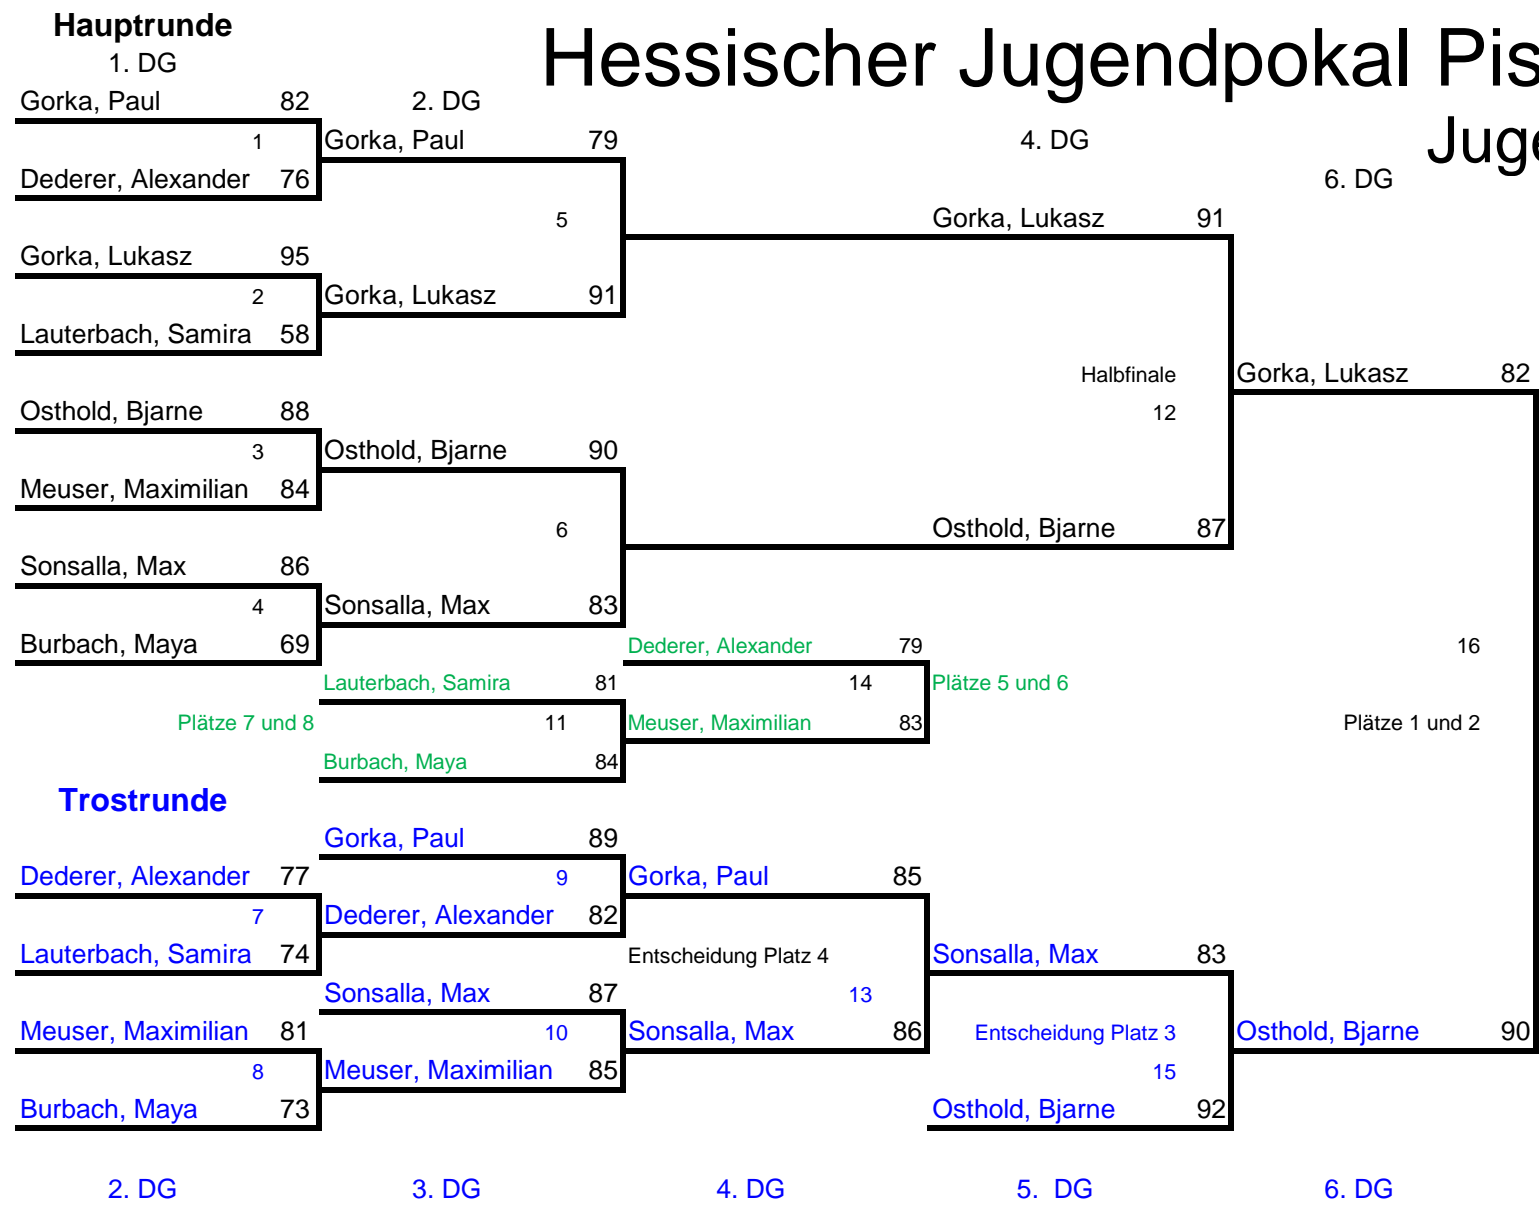 Hauptrunde
Hessischer Jugendpokal Pis
1. DG
Gorka, Paul 82
2. DG
1
Gorka, Paul 79
4. DG
Juge
Dederer, Alexander 76
6. DG
5
Gorka, Lukasz 91
Gorka, Lukasz 95
2
Gorka, Lukasz 91
Lauterbach, Samira 58
Halbfinale
Gorka, Lukasz 82
Osthold, Bjarne 88
12
3
Osthold, Bjarne 90
Meuser, Maximilian 84
6
Osthold, Bjarne 87
Sonsalla, Max 86
4
Sonsalla, Max 83
Burbach, Maya 69
Dederer, Alexander 79
16
Lauterbach, Samira 81
14
Plätze 5 und 6
Plätze 7 und 8
11
Meuser, Maximilian 83
Plätze 1 und 2
Burbach, Maya 84
Trostrunde
Gorka, Paul 89
Dederer, Alexander 77
9
Gorka, Paul 85
7
Dederer, Alexander 82
Lauterbach, Samira 74
Entscheidung Platz 4
Sonsalla, Max 83
Sonsalla, Max 87
13
Meuser, Maximilian 81
10
Sonsalla, Max 86
Entscheidung Platz 3
Osthold, Bjarne 90
8
Meuser, Maximilian 85
15
Burbach, Maya 73
Osthold, Bjarne 92
2. DG
3. DG
4. DG
5. DG
6. DG